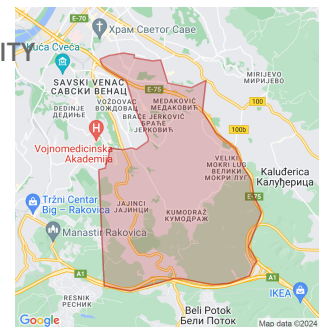 E-70
Храм Светог Саве
ITY
Kuća Cveća
SAVSKI VENAC
САВСКИ ВЕНАЦ
MIRIJEVO
МИРИЈЕВО
VOŽDOVAC
ВОЖДОВАЦ
E-75
MEDAKOVIĆ
МЕДАКОВИЋ
100
DEDINJE
ДЕДИЊЕ
BRAĆE JERKOVIĆ
БРАЋЕ
ЈЕРКОВИЋ
100b
Vojnomedicinska
Akademija
VELIKI
MOKRI LUG
ВЕЛИКИ
МОКРИ ЛУГ
Kaluđerica
Калуђерица
E-75
Tržni Centar
Big – Rakovica
JAJINCI
ЈАЈИНЦИ
KUMODRAŽ
КУМОДРАЖ
Manastir Rakovica
A1
A1
RESNIK
РЕСНИК
IKEA
Beli Potok
Бели Поток
Google
Map data ©2024